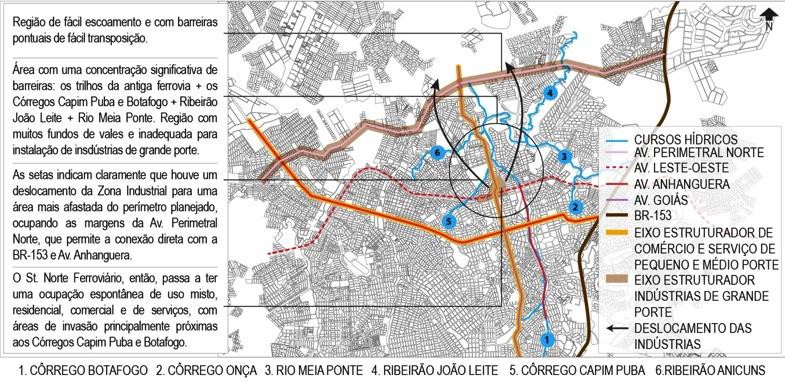 Região de fácil escoamento e com barreiras
pontuais de fácil transposição.
Área com uma concentração significativa de
barreiras: os trilhos da antiga ferrovia + os
Córregos Capim Puba e Botafogo + Ribeirão
João Leite + Rio Meia Ponte. Região com
muitos fundos de vales e inadequada para
instalação de insdústrias de grande porte.
As setas indicam claramente que houve um
deslocamento da Zona Industrial para uma
área mais afastada do perímetro planejado,
ocupando as margens da Av. Perimetral
Norte, que permite a conexão direta com a
BR-153 e Av. Anhanguera.
O St. Norte Ferroviário, então, passa a ter
uma ocupação espontânea de uso misto,
residencial, comercial e de serviços, com
áreas de invasão principalmente próximas
aos Córregos Capim Puba e Botafogo.
N
4
6
3
5
2
1
CURSOS HÍDRICOS
AV. PERIMETRAL NORTE
AV. LESTE-OESTE
AV. ANHANGUERA
AV. GOIÁS
BR-153
EIXO ESTRUTURADOR DE
COMÉRCIO E SERVIÇO DE
PEQUENO E MÉDIO PORTE
EIXO ESTRUTURADOR
INDÚSTRIAS DE GRANDE
PORTE
DESLOCAMENTO DAS
INDÚSTRIAS
1. CÔRREGO BOTAFOGO 2. CÔRREGO ONÇA 3. RIO MEIA PONTE 4. RIBEIRÃO JOÃO LEITE 5. CÔRREGO CAPIM PUBA 6.RIBEIRÃO ANICUNS